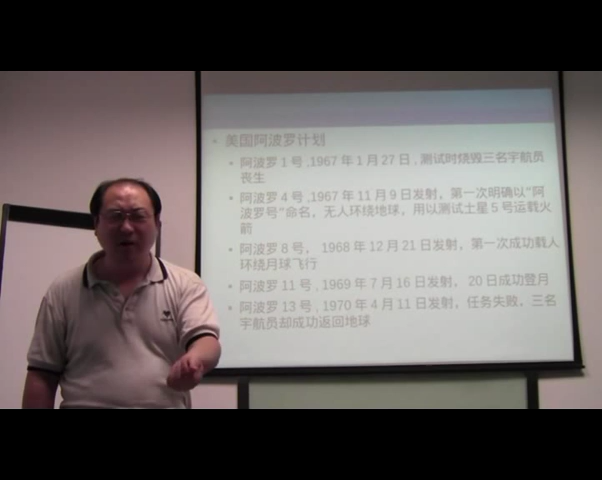 • 美国阿波罗计划
• 阿波罗 1 号 ,1967 年 1 月 27 日 , 测试时烧毁三名宇航员
丧生
• 阿波罗 4 号 ,1967 年 11 月 9 日发射，第一次明确以“阿
波罗号”命名，无人环绕地球，用以测试土星 5 号运载火
箭
• 阿波罗 8 号， 1968 年 12 月 21 日发射，第一次成功载人
环绕月球飞行
• 阿波罗 11 号 , 1969 年 7 月 16 日发射， 20 日成功登月
• 阿波罗 13 号 , 1970 年 4 月 11 日发射，任务失败，三名
宇航员却成功返回地球